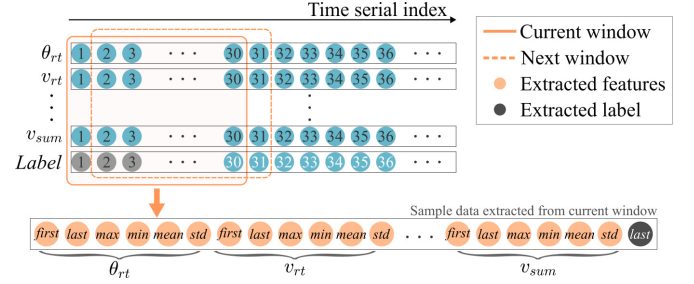 Time serial index
θrt 1 2 3 · · · 30 31 32 33 34 35 36 · · ·
vrt 1 2 3 · · · 30 31 32 33 34 35 36 · · ·
vsum 1 2 3 · · · 30 31 32 33 34 35 36 · · ·
Label 1 2 3 · · · 30 31 32 33 34 35 36 · · ·
Current window
Next window
Extracted features
Extracted label
Sample data extracted from current window
first last max min mean std first last max min mean std · · · first last max min mean std last
θrt vrt vsum